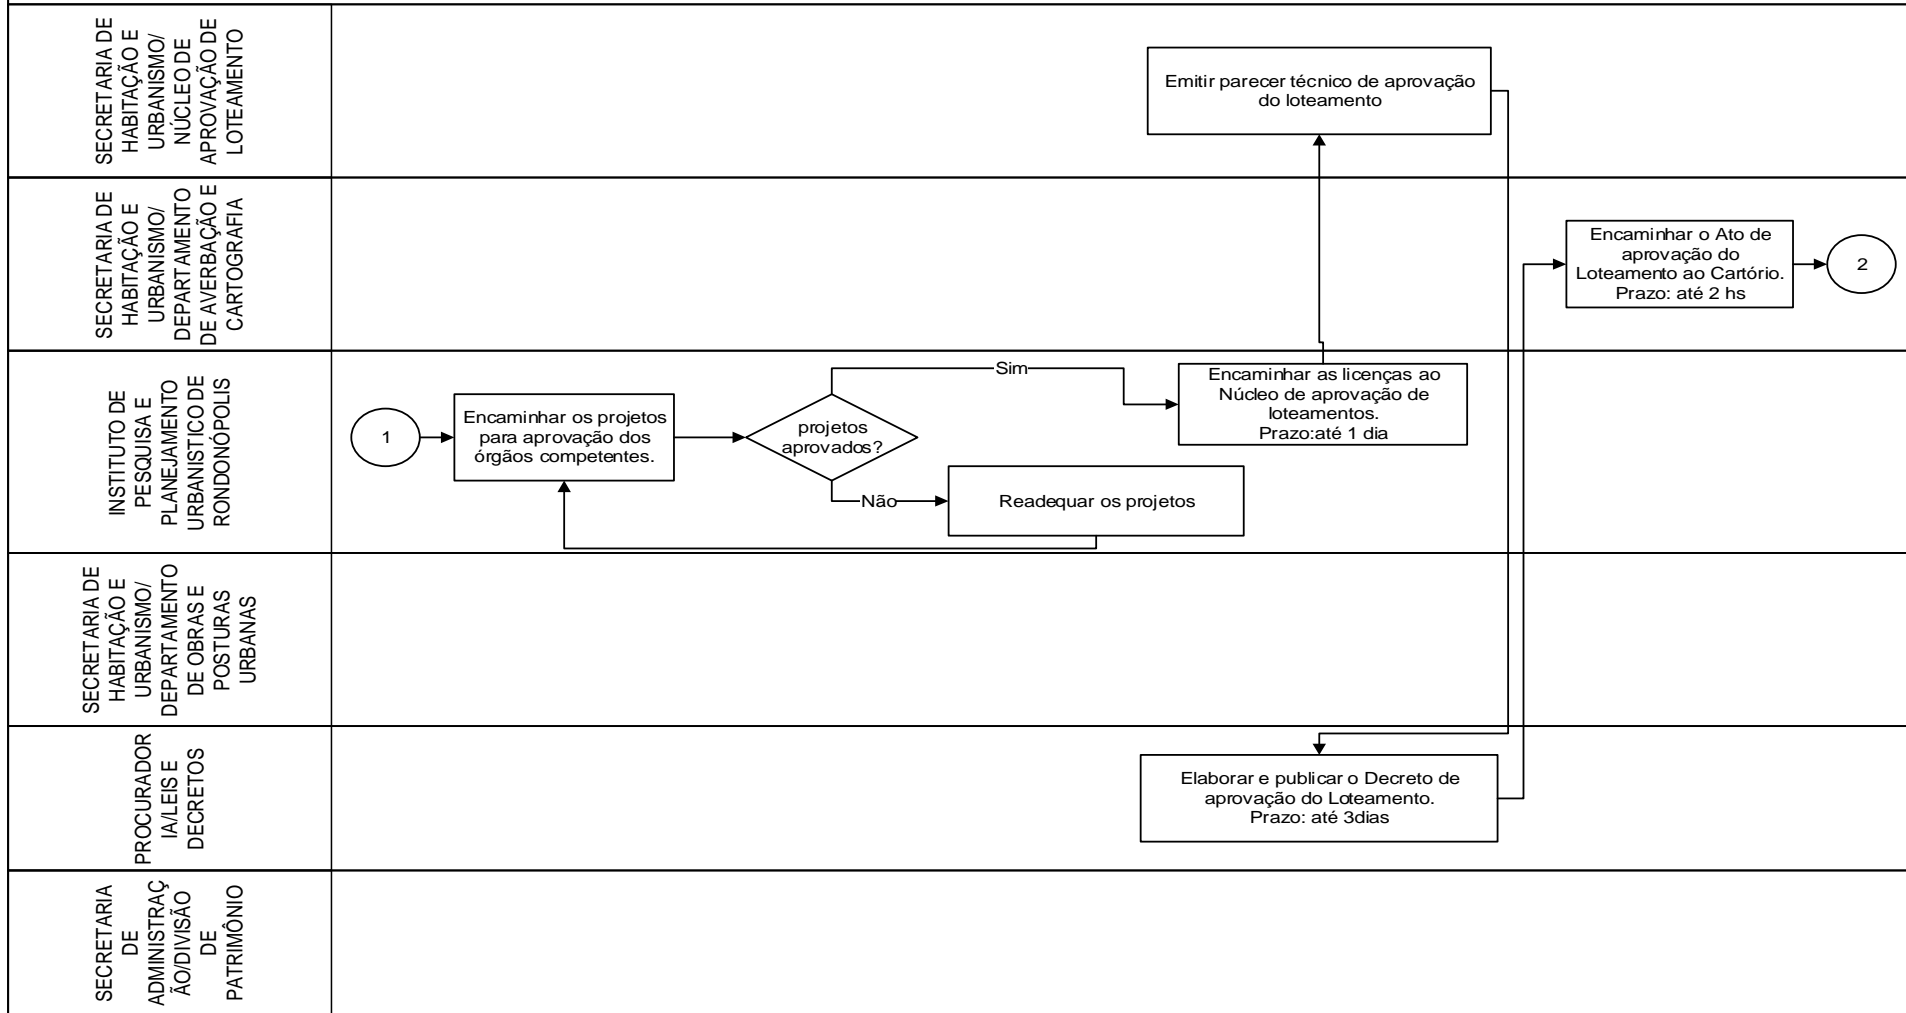 SECRETARIA DE
HABITAÇÃO E
URBANISMO/
NÚCLEO DE
APROVAÇÃO DE
LOTEAMENTO
Emitir parecer técnico de aprovação
do loteamento
SECRETARIA DE
HABITAÇÃO E
URBANISMO/
DEPARTAMENTO
DE AVERBAÇÃO E
CARTOGRAFIA
Encaminhar o Ato de
aprovação do
Loteamento ao Cartório.
Prazo: até 2 hs
2
INSTITUTO DE
PESQUISA E
PLANEJAMENTO
URBANISTICO DE
RONDONÓPOLIS
1
Encaminhar os projetos
para aprovação dos
órgãos competentes.
projetos
aprovados?
Sim
Encaminhar as licenças ao
Núcleo de aprovação de
loteamentos.
Prazo:até 1 dia
Não
Readequar os projetos
SECRETARIA DE
HABITAÇÃO E
URBANISMO/
DEPARTAMENTO
DE OBRAS E
POSTURAS
URBANAS
PROCURADOR
IA/LEIS E
DECRETOS
Elaborar e publicar o Decreto de
aprovação do Loteamento.
Prazo: até 3dias
SECRETARIA
DE
ADMINISTRAÇ
ÃO/DIVISÃO
DE
PATRIMÔNIO